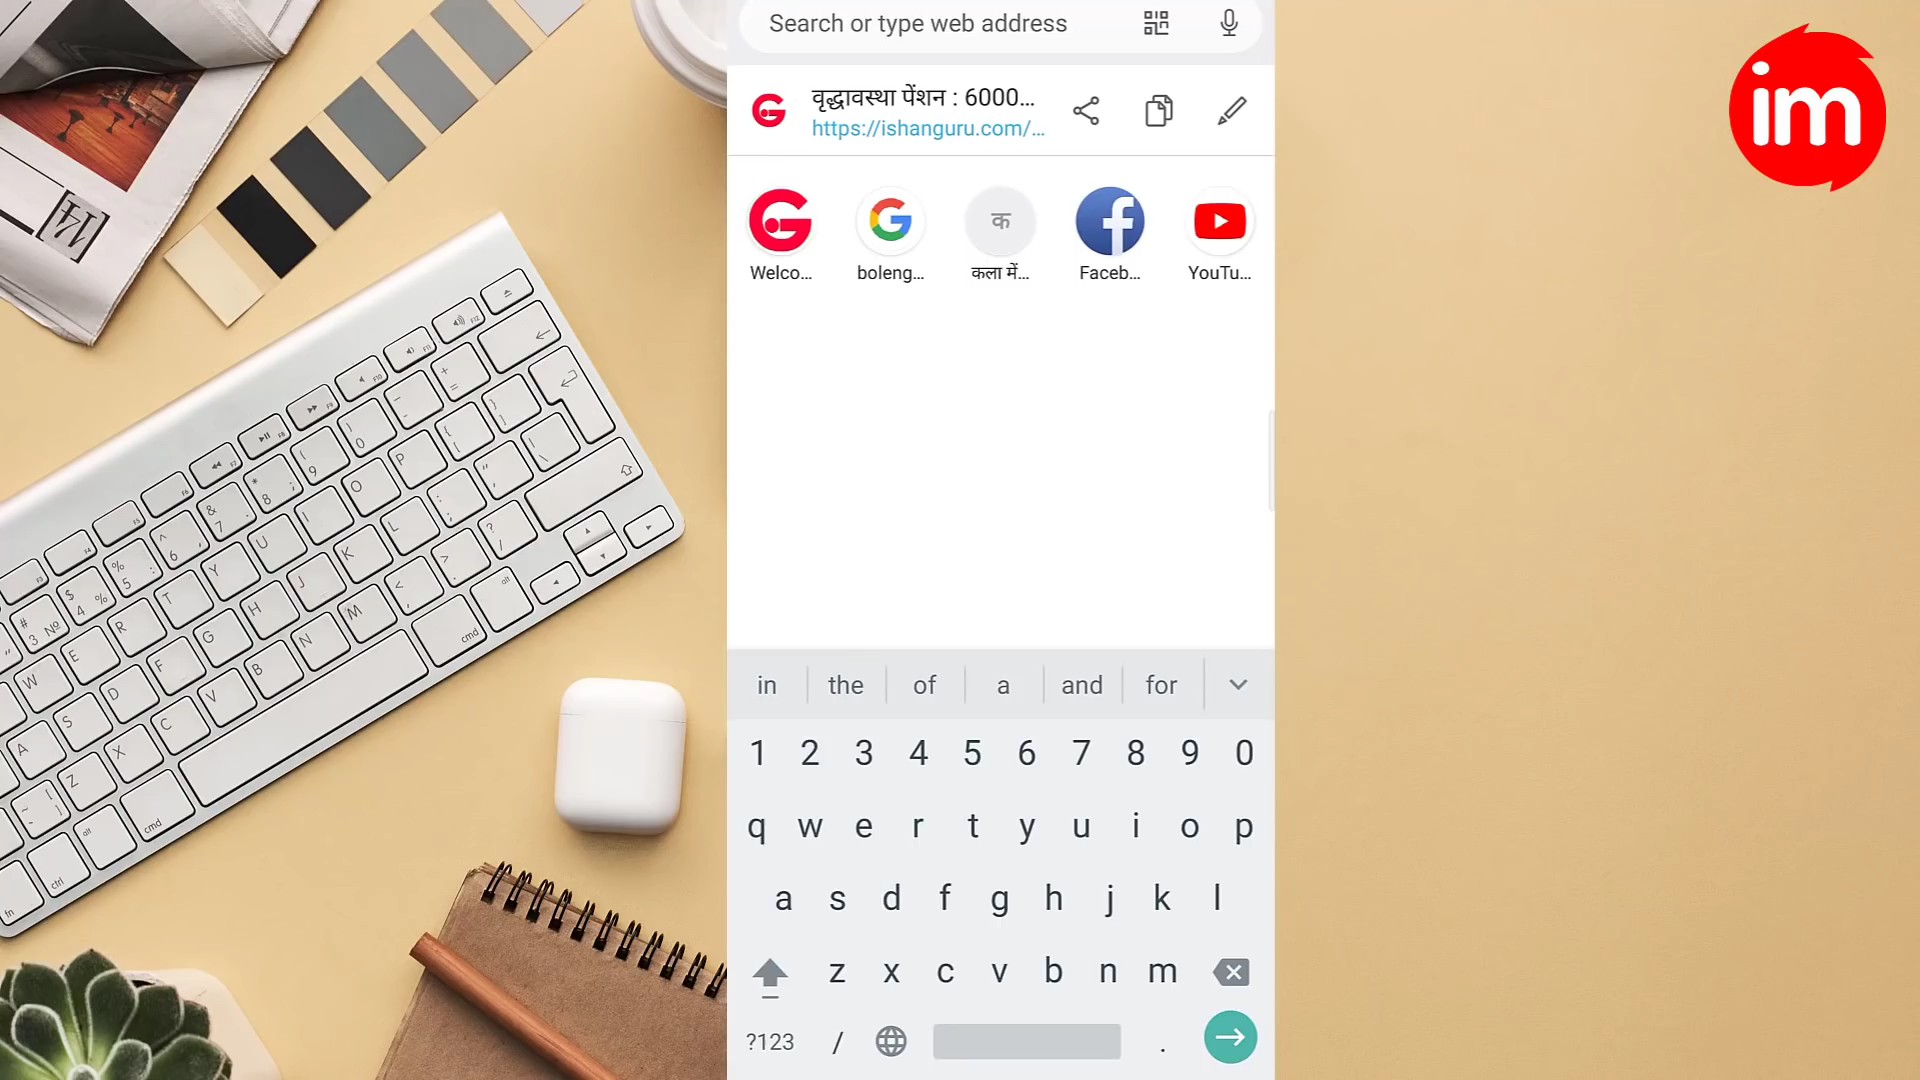 Search or type web address
वृद्धावस्था पेंशन : 6000...
https://ishanguru.com/...
Welco...
boleng...
क
कला में...
Faceb...
YouTu...
in the of a and for
1 2 3 4 5 6 7 8 9 0
q w e r t y u i o p
a s d f g h j k l
z x c v b n m
?123 / .
im